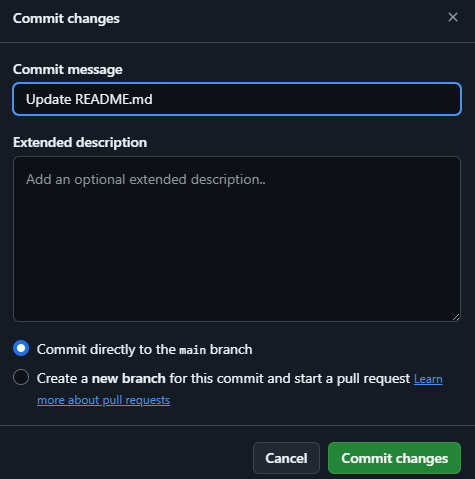 Commit changes
Commit message
Update README.md
Extended description
Add an optional extended description..
Commit directly to the main branch
Create a new branch for this commit and start a pull request Learn
more about pull requests
Cancel
Commit changes